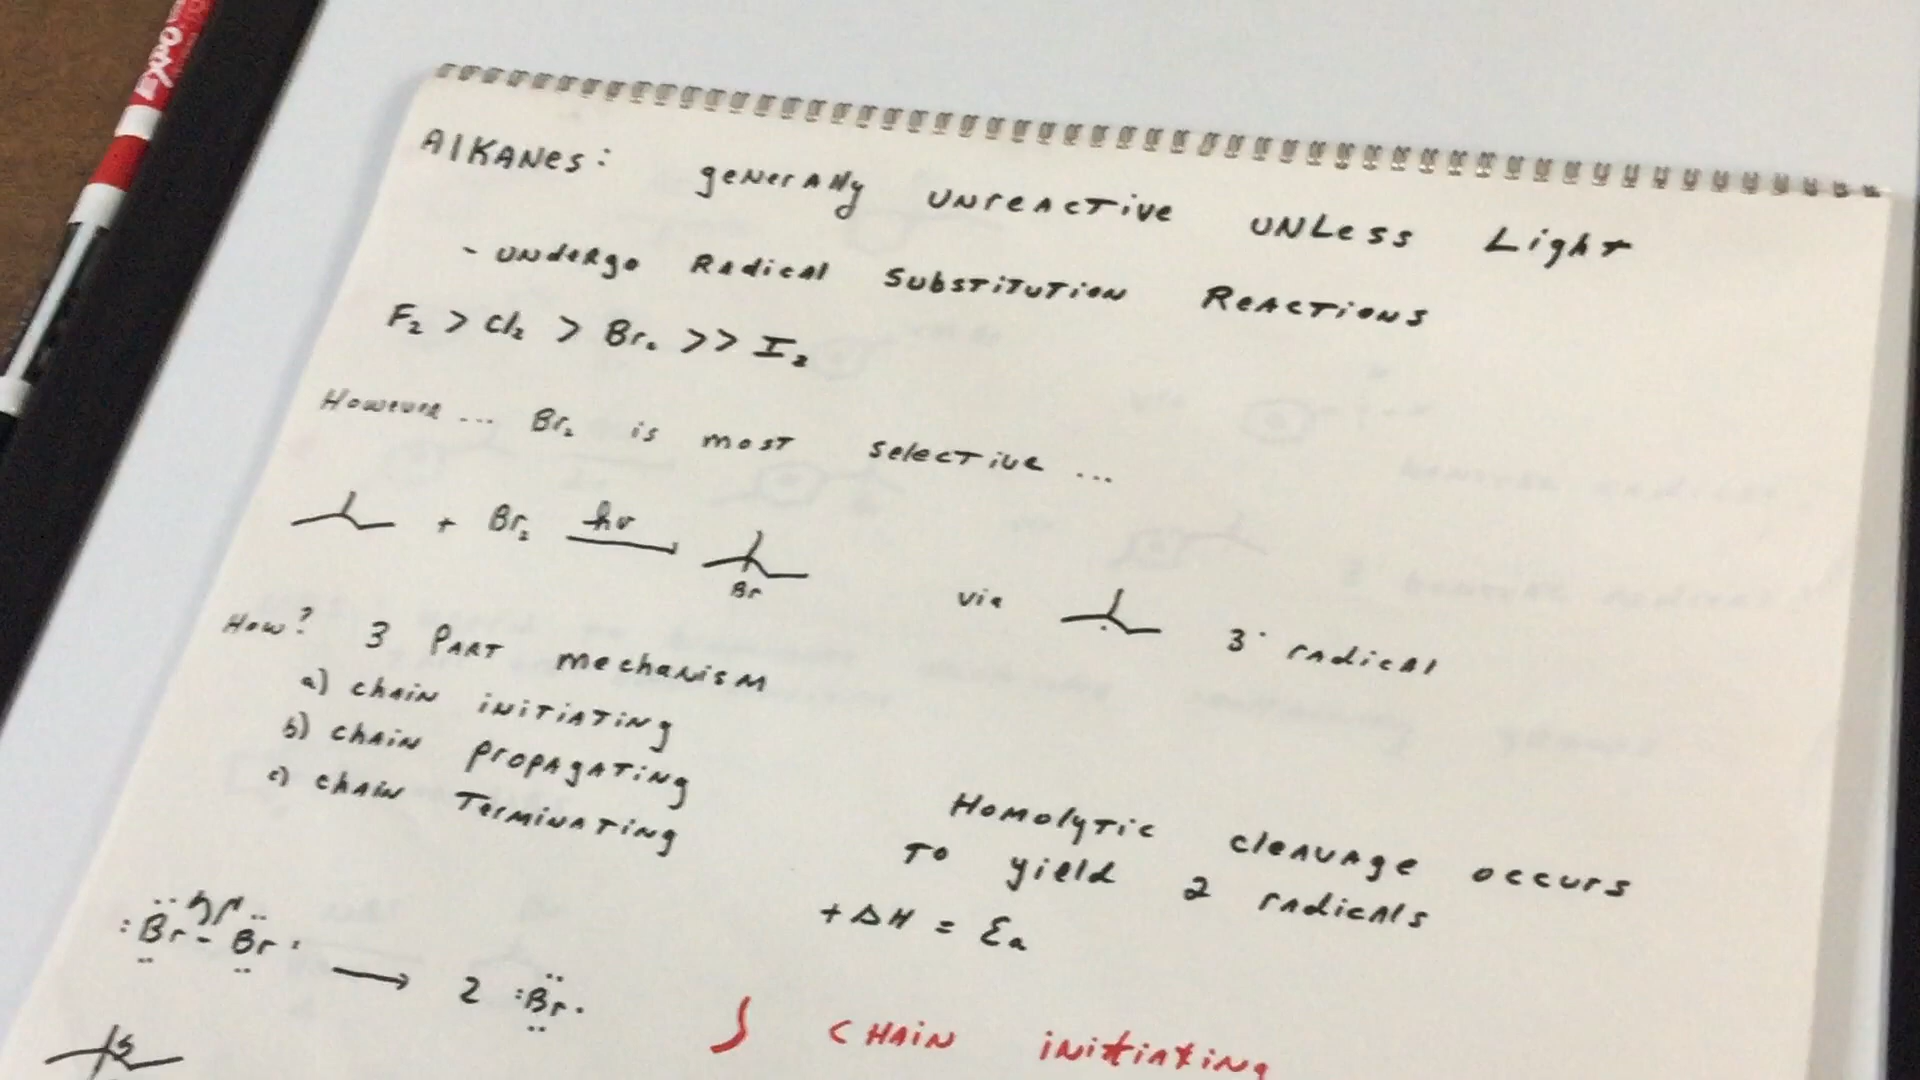 EXPO
AlKANes: generAlly UNreACTive UNLess Light
- UNdeRgo RAdicAl SubSTiTUTiON ReACTiONS
F₂ > Cl₂ > Br₂ >> I₂
However ... Br₂ is most selecTive ...
+ Br₂ hν Br via 3° rAdicAl
How? 3 PArT mechANisM
a) chAiN iNiTiATiNg
b) chAiN propAgATiNg
c) chAiN TerMiNATiNg
HomolyTic cleAvAge occurs
To yield 2 rAdicAls
+ΔH = Ea
:Br-Br: → 2 :Br·
} CHAiN iNitiAtiNg